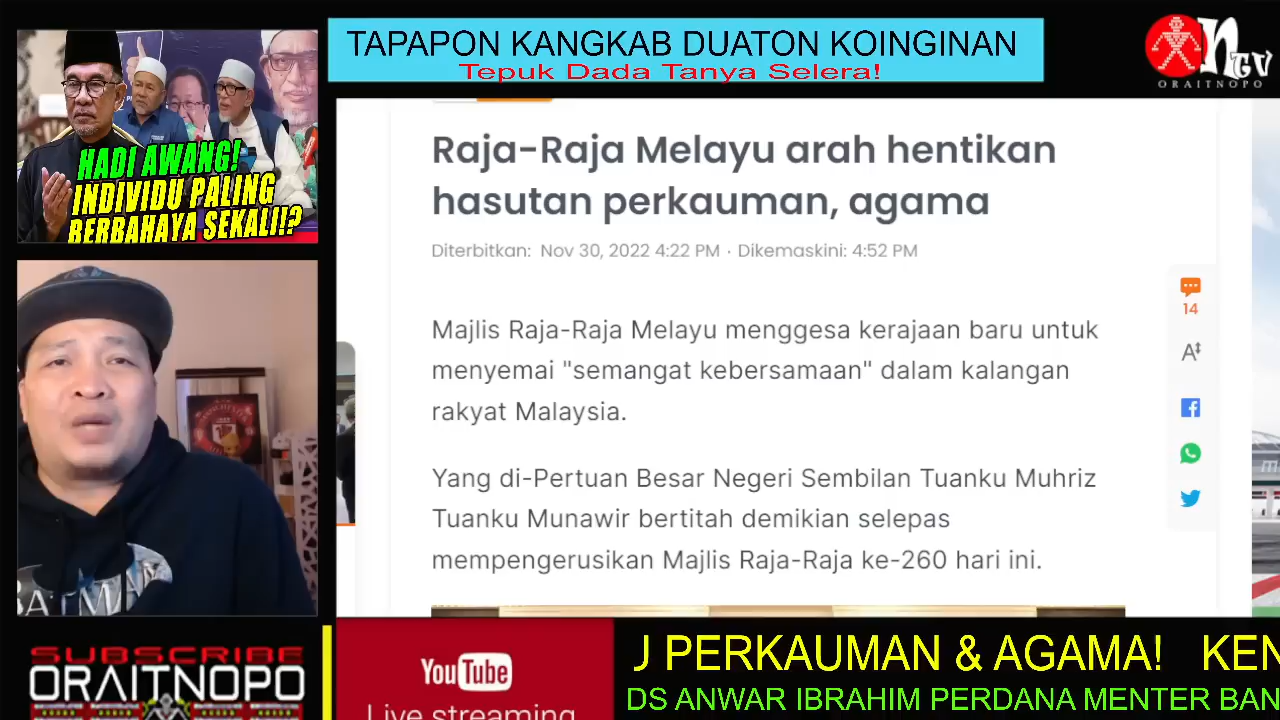 TAPAPON KANGKAB DUATON KOINGINAN
Tepuk Dada Tanya Selera!
nTV
ORAITNOPO
HADI AWANG!
INDIVIDU PALING
BERBAHAYA SEKALI!?
Raja-Raja Melayu arah hentikan
hasutan perkauman, agama
Diterbitkan: Nov 30, 2022 4:22 PM · Dikemaskini: 4:52 PM
14
A
Majlis Raja-Raja Melayu menggesa kerajaan baru untuk
menyemai "semangat kebersamaan" dalam kalangan
rakyat Malaysia.
Yang di-Pertuan Besar Negeri Sembilan Tuanku Muhriz
Tuanku Munawir bertitah demikian selepas
mempengerusikan Majlis Raja-Raja ke-260 hari ini.
BATMAN
SUBSCRIBE
ORAITNOPO
YouTube
Live streaming
J PERKAUMAN & AGAMA! KEN
DS ANWAR IBRAHIM PERDANA MENTER BAN